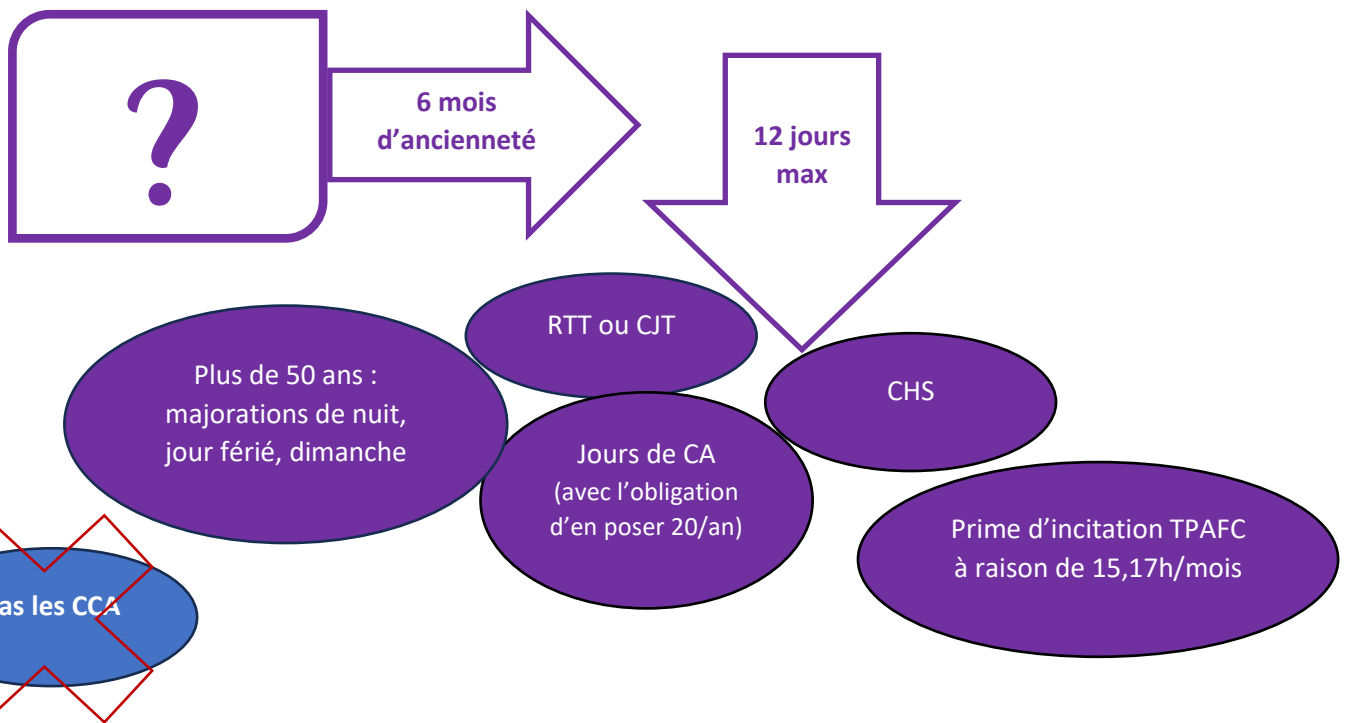 ?
6 mois
d’ancienneté
12 jours
max
RTT ou CJT
Plus de 50 ans :
majorations de nuit,
jour férié, dimanche
CHS
Jours de CA
(avec l’obligation
d’en poser 20/an)
Prime d’incitation TPAFC
à raison de 15,17h/mois
as les CCA